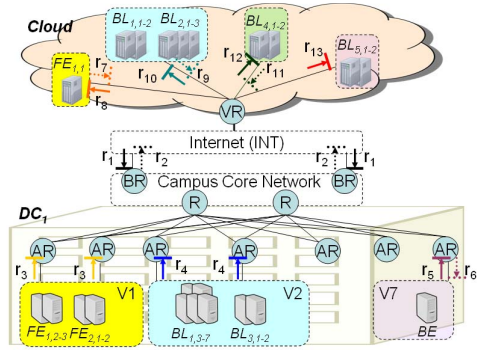 Cloud
BL1,1-2
BL2,1-3
BL4,1-2
BL5,1-2
FE1,1
r7
r8
r10
r9
r12
r11
r13
VR
Internet (INT)
r1
r2
r2
r1
BR
Campus Core Network
BR
R
R
DC1
AR
AR
AR
AR
AR
AR
AR
r3
r3
r4
r4
r5
r6
V1
V2
V7
FE1,2-3
FE2,1-2
BL1,3-7
BL3,1-2
BE